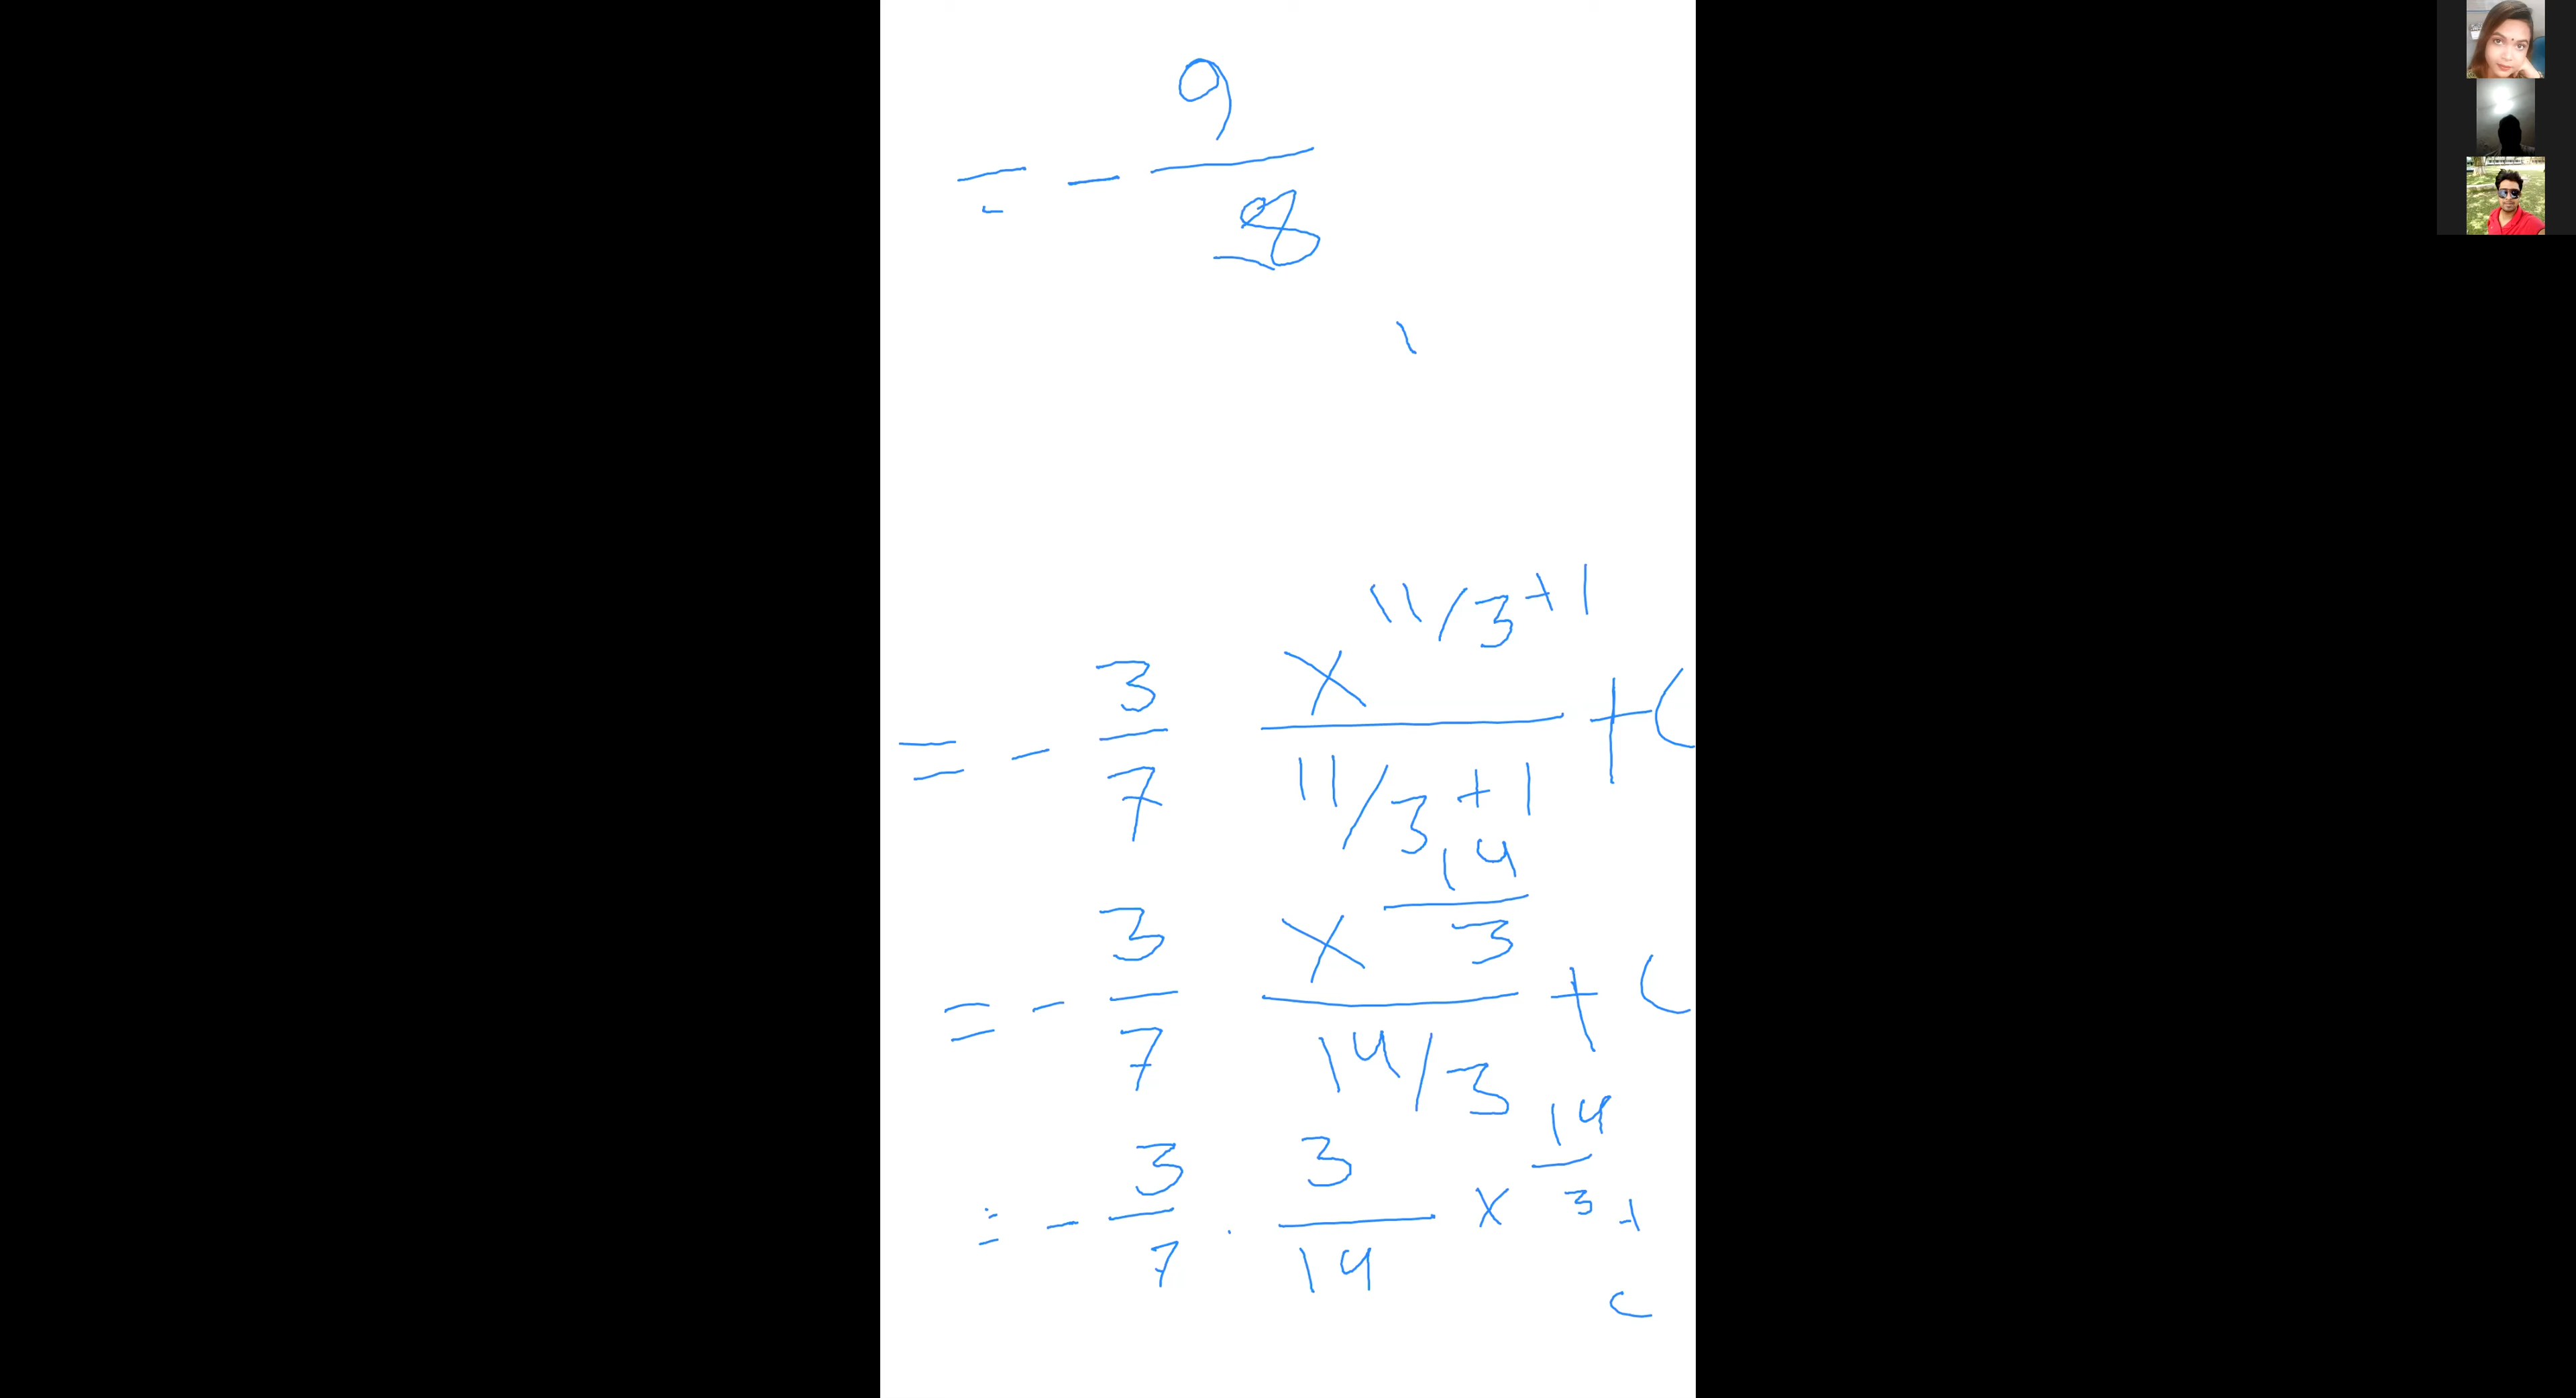 = - 9/98
= - 3/7 x^(11/3+1)/(11/3+1) + C
= - 3/7 x^(14/3)/(14/3) + C
= - 3/7 . 3/14 x^(14/3) +
c